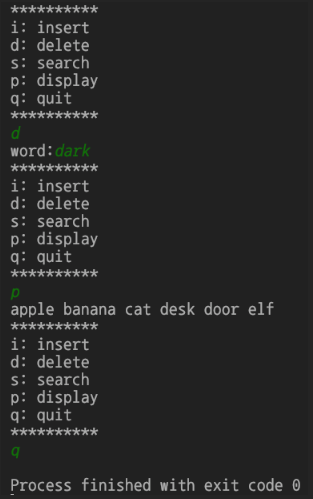 **********
i: insert
d: delete
s: search
p: display
q: quit
**********
d
word:dark
**********
i: insert
d: delete
s: search
p: display
q: quit
**********
p
apple banana cat desk door elf
**********
i: insert
d: delete
s: search
p: display
q: quit
**********
q
Process finished with exit code 0